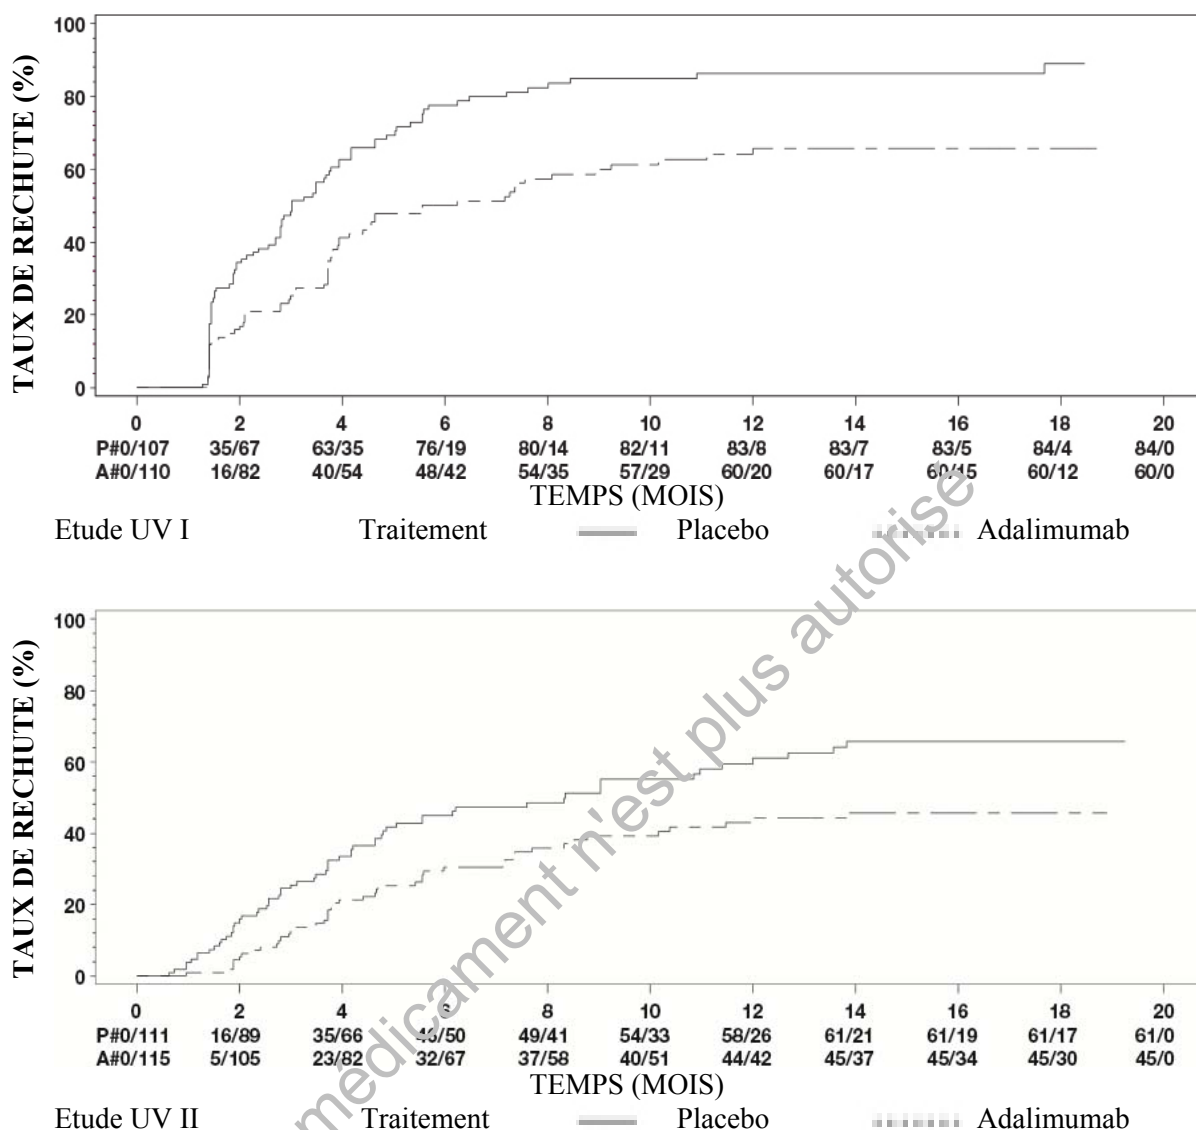 TAUX DE RECHUTE (%)
100
80
60
40
20
0
0 2 4 6 8 10 12 14 16 18 20
P#0/107 35/67 63/35 76/19 80/14 82/11 83/8 83/7 83/5 84/4 84/0
A#0/110 16/82 40/54 48/42 54/35 57/29 60/20 60/17 60/15 60/12 60/0
TEMPS (MOIS)
Etude UV I Traitement Placebo Adalimumab
TAUX DE RECHUTE (%)
100
80
60
40
20
0
0 2 4 6 8 10 12 14 16 18 20
P#0/111 16/89 35/66 46/50 49/41 54/33 58/26 61/21 61/19 61/17 61/0
A#0/115 5/105 23/82 32/67 37/58 40/51 44/42 45/37 45/34 45/30 45/0
TEMPS (MOIS)
Etude UV II Traitement Placebo Adalimumab
médicament n'est plus autorisé